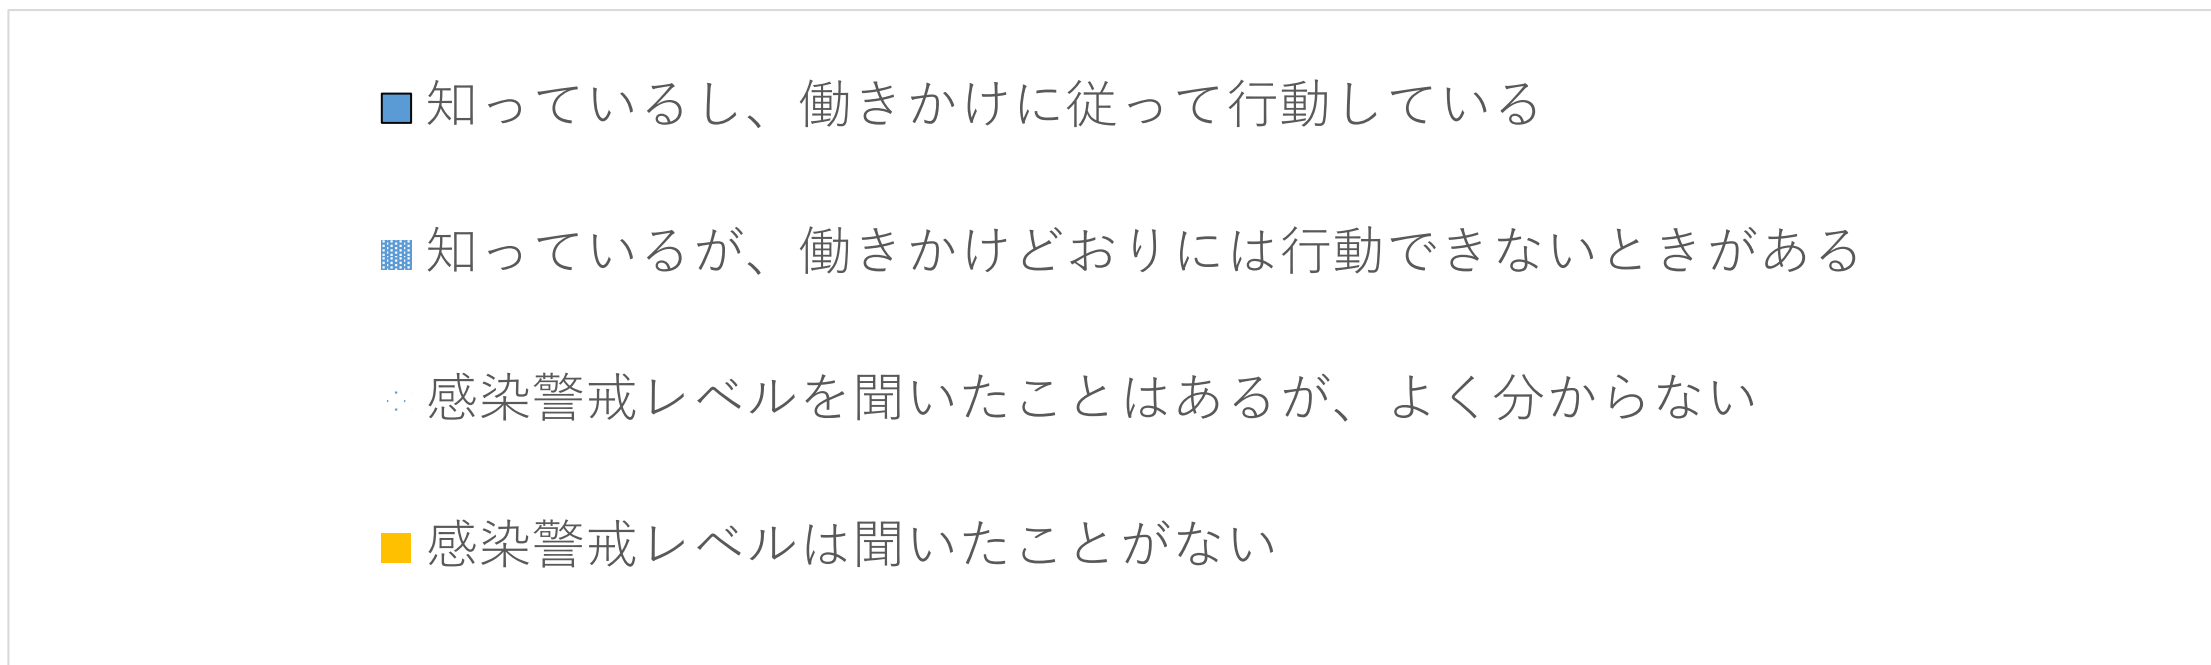 知っているし、働きかけに従って行動している
知っているが、働きかけどおりには行動できないときがある
感染警戒レベルを聞いたことはあるが、よく分からない
感染警戒レベルは聞いたことがない